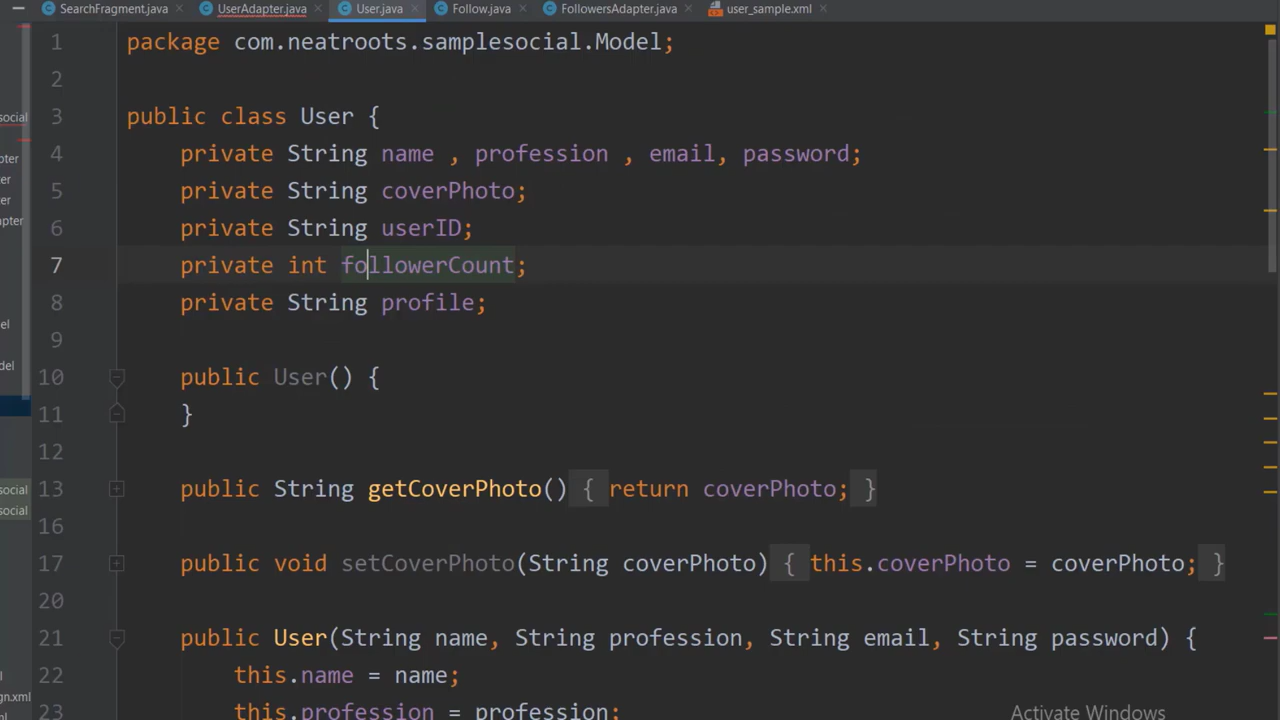 SearchFragment.java UserAdapter.java User.java Follow.java FollowersAdapter.java user_sample.xml
1 package com.neatroots.samplesocial.Model;
2
3 public class User {
4 private String name , profession , email, password;
5 private String coverPhoto;
6 private String userID;
7 private int followerCount;
8 private String profile;
9
10 public User() {
11 }
12
13 public String getCoverPhoto() { return coverPhoto; }
16
17 public void setCoverPhoto(String coverPhoto) { this.coverPhoto = coverPhoto; }
20
21 public User(String name, String profession, String email, String password) {
22 this.name = name;
23 this.profession = profession;
Activate Windows